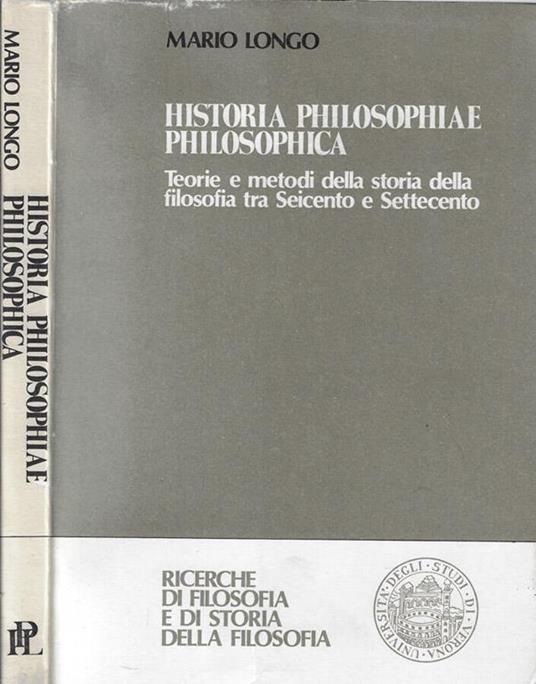 MARIO LONGO
HISTORIA PHILOSOPHIAE
PHILOSOPHICA
MARIO LONGO
HISTORIA PHILOSOPHIAE
PHILOSOPHICA
Teorie e metodi della storia della
filosofia tra Seicento e Settecento
RICERCHE
DI FILOSOFIA
E DI STORIA
DELLA FILOSOFIA
UNIVERSITA' DEGLI STUDI DI VERONA